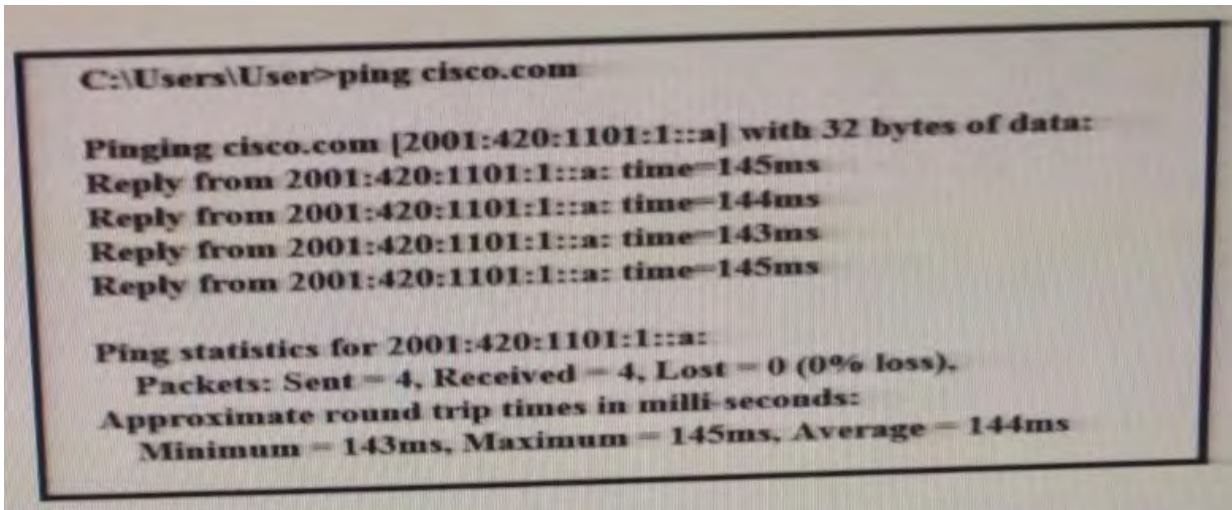 C:\Users\User>ping cisco.com
Pinging cisco.com [2001:420:1101:1::a] with 32 bytes of data:
Reply from 2001:420:1101:1::a: time=145ms
Reply from 2001:420:1101:1::a: time=144ms
Reply from 2001:420:1101:1::a: time=143ms
Reply from 2001:420:1101:1::a: time=145ms
Ping statistics for 2001:420:1101:1::a:
Packets: Sent = 4, Received = 4, Lost = 0 (0% loss),
Approximate round trip times in milli-seconds:
Minimum = 143ms, Maximum = 145ms, Average = 144ms